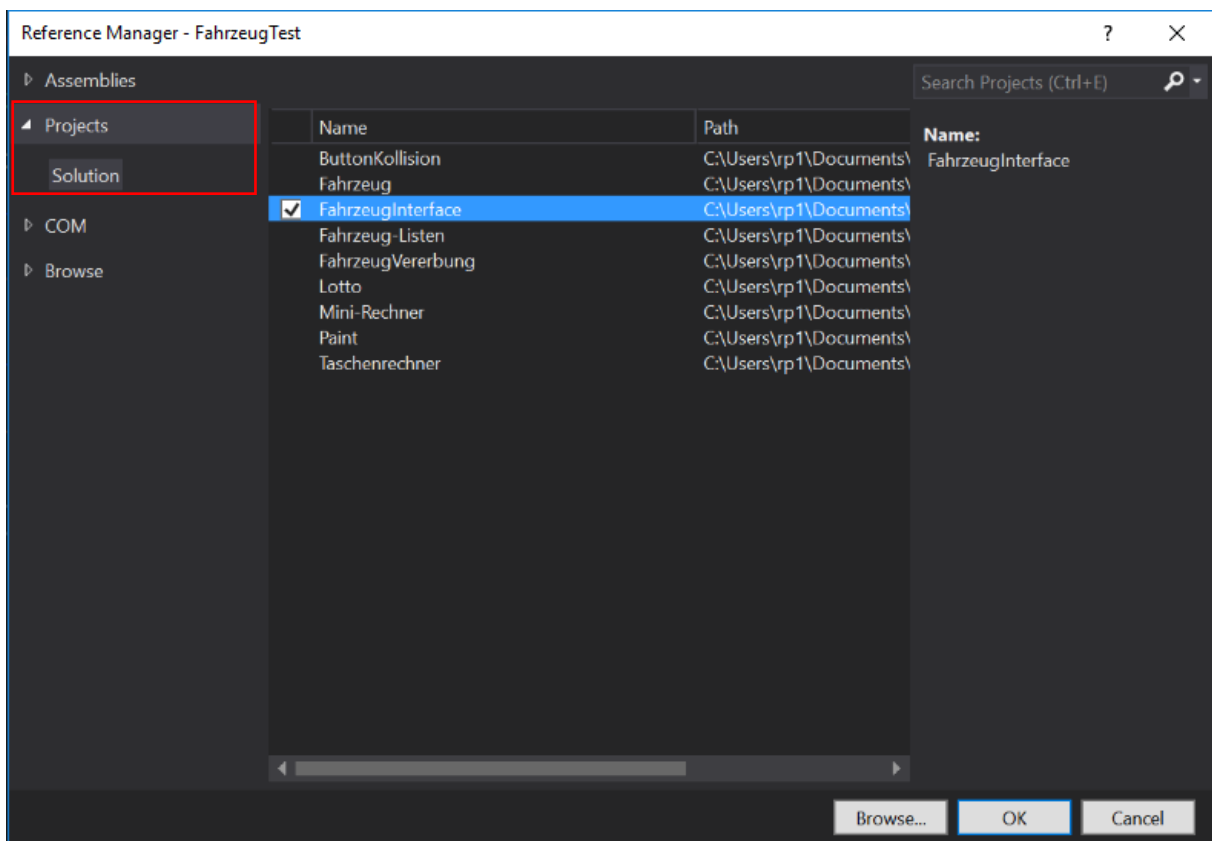 Reference Manager - FahrzeugTest ? ✕
Assemblies
Projects
Solution
COM
Browse
Name Path
ButtonKollision C:\Users\rp1\Documents\
Fahrzeug C:\Users\rp1\Documents\
FahrzeugInterface C:\Users\rp1\Documents\
Fahrzeug-Listen C:\Users\rp1\Documents\
FahrzeugVererbung C:\Users\rp1\Documents\
Lotto C:\Users\rp1\Documents\
Mini-Rechner C:\Users\rp1\Documents\
Paint C:\Users\rp1\Documents\
Taschenrechner C:\Users\rp1\Documents\
Search Projects (Ctrl+E)
Name:
FahrzeugInterface
Browse... OK Cancel